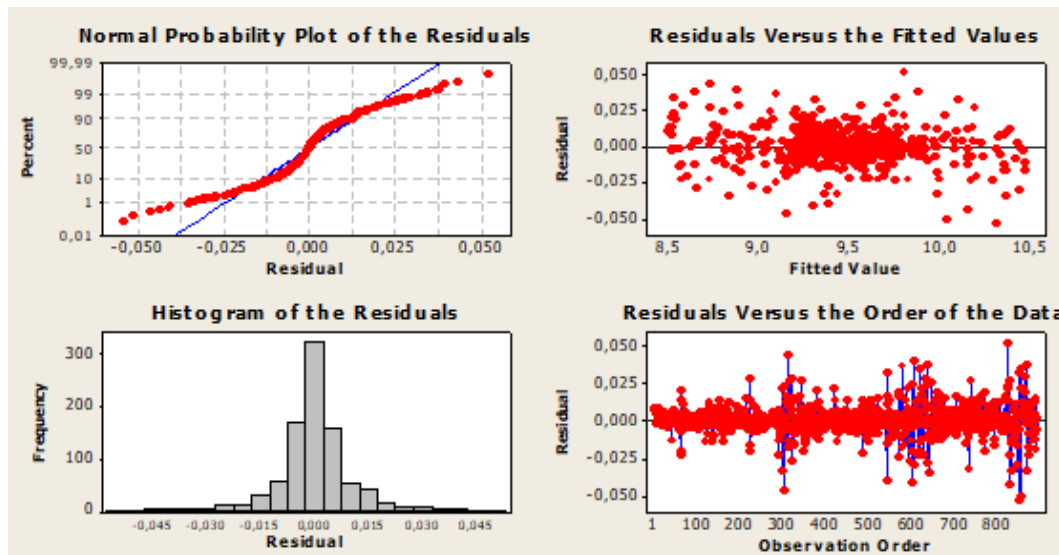 Normal Probability Plot of the Residuals
99,99
99
90
50
10
1
0,01
Percent
-0,050 -0,025 0,000 0,025 0,050
Residual
Residuals Versus the Fitted Values
0,050
0,025
0,000
-0,025
-0,050
Residual
8,5 9,0 9,5 10,0 10,5
Fitted Value
Histogram of the Residuals
300
200
100
0
Frequency
-0,045 -0,030 -0,015 0,000 0,015 0,030 0,045
Residual
Residuals Versus the Order of the Data
0,050
0,025
0,000
-0,025
-0,050
Residual
1 100 200 300 400 500 600 700 800
Observation Order